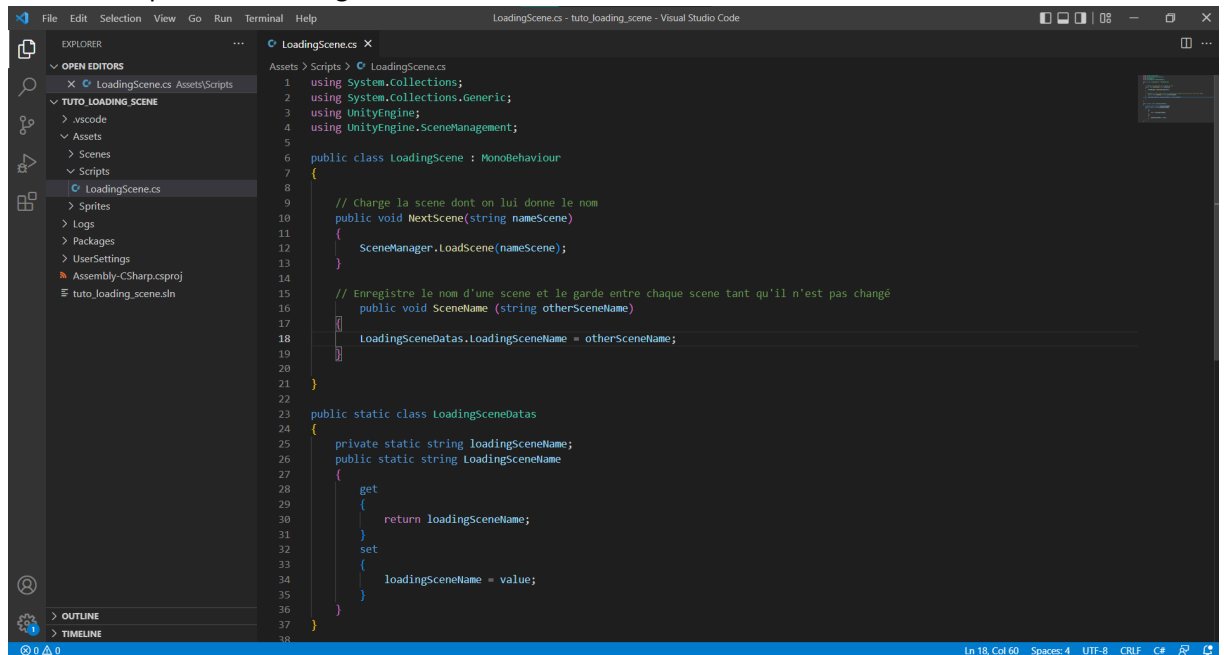 File Edit Selection View Go Run Terminal Help LoadingScene.cs - tuto_loading_scene - Visual Studio Code
EXPLORER
OPEN EDITORS
LoadingScene.cs Assets\Scripts
TUTO_LOADING_SCENE
.vscode
Assets
Scenes
Scripts
LoadingScene.cs
Sprites
Logs
Packages
UserSettings
Assembly-CSharp.csproj
tuto_loading_scene.sln
OUTLINE
TIMELINE
1
LoadingScene.cs
Assets > Scripts > LoadingScene.cs
1 using System.Collections;
2 using System.Collections.Generic;
3 using UnityEngine;
4 using UnityEngine.SceneManagement;
5
6 public class LoadingScene : MonoBehaviour
7 {
8
9 // Charge la scene dont on lui donne le nom
10 public void NextScene(string nameScene)
11 {
12 SceneManager.LoadScene(nameScene);
13 }
14
15 // Enregistre le nom d'une scene et le garde entre chaque scene tant qu'il n'est pas changé
16 public void SceneName (string otherSceneName)
17 {
18 LoadingSceneDatas.LoadingSceneName = otherSceneName;
19 }
20
21 }
22
23 public static class LoadingSceneDatas
24 {
25 private static string loadingSceneName;
26 public static string LoadingSceneName
27 {
28 get
29 {
30 return loadingSceneName;
31 }
32 set
33 {
34 loadingSceneName = value;
35 }
36 }
37 }
38
0 0 Ln 18, Col 60 Spaces: 4 UTF-8 CRLF C#